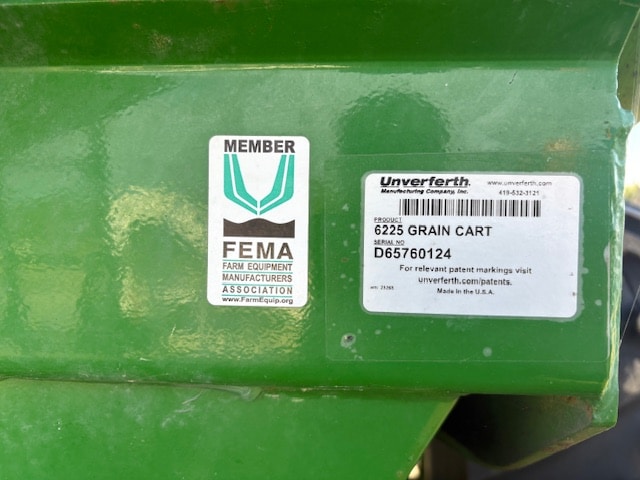 MEMBER
FEMA
FARM EQUIPMENT
MANUFACTURERS
ASSOCIATION
www.FarmEquip.org
Unverferth®
www.unverferth.com
Manufacturing Company, Inc.
419-532-3121
PRODUCT
6225 GRAIN CART
SERIAL NO
D65760124
For relevant patent markings visit
unverferth.com/patents.
Made in the U.S.A.